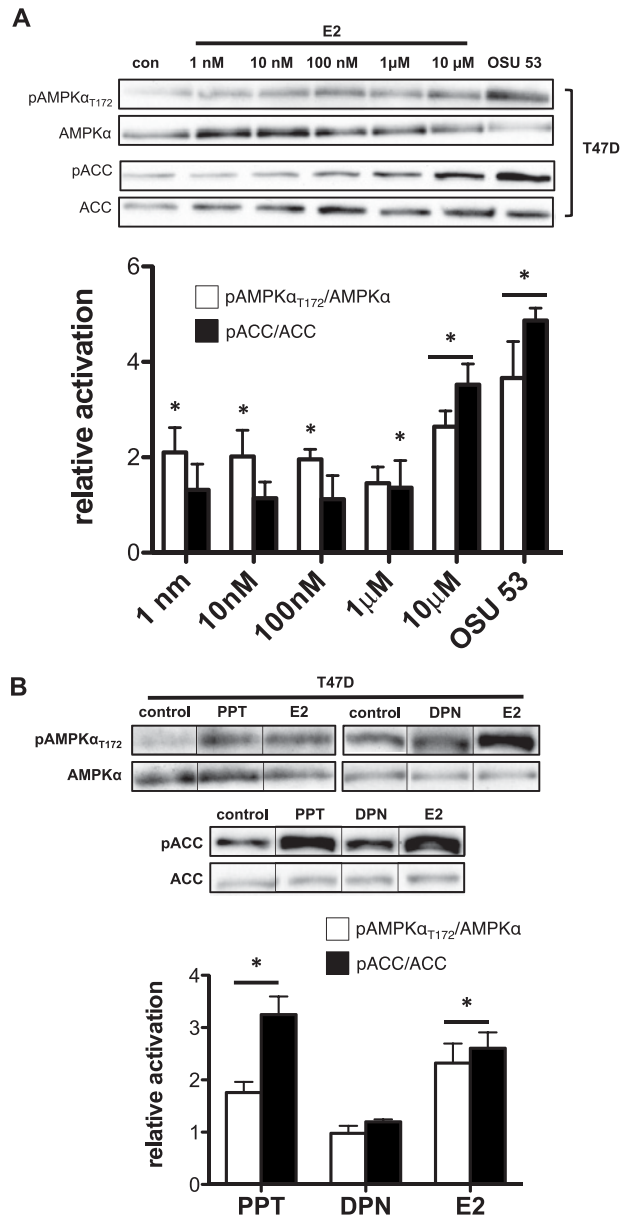 A
E2
con 1 nM 10 nM 100 nM 1µM 10 µM OSU 53
pAMPKαT172
AMPKα
pACC
ACC
T47D
pAMPKαT172/AMPKα
pACC/ACC
relative activation
6
4
2
0
* * * * * *
1 nm 10nM 100nM 1µM 10µM OSU 53
B
T47D
control PPT E2 control DPN E2
pAMPKαT172
AMPKα
control PPT DPN E2
pACC
ACC
pAMPKαT172/AMPKα
pACC/ACC
relative activation
4
3
2
1
0
* *
PPT DPN E2